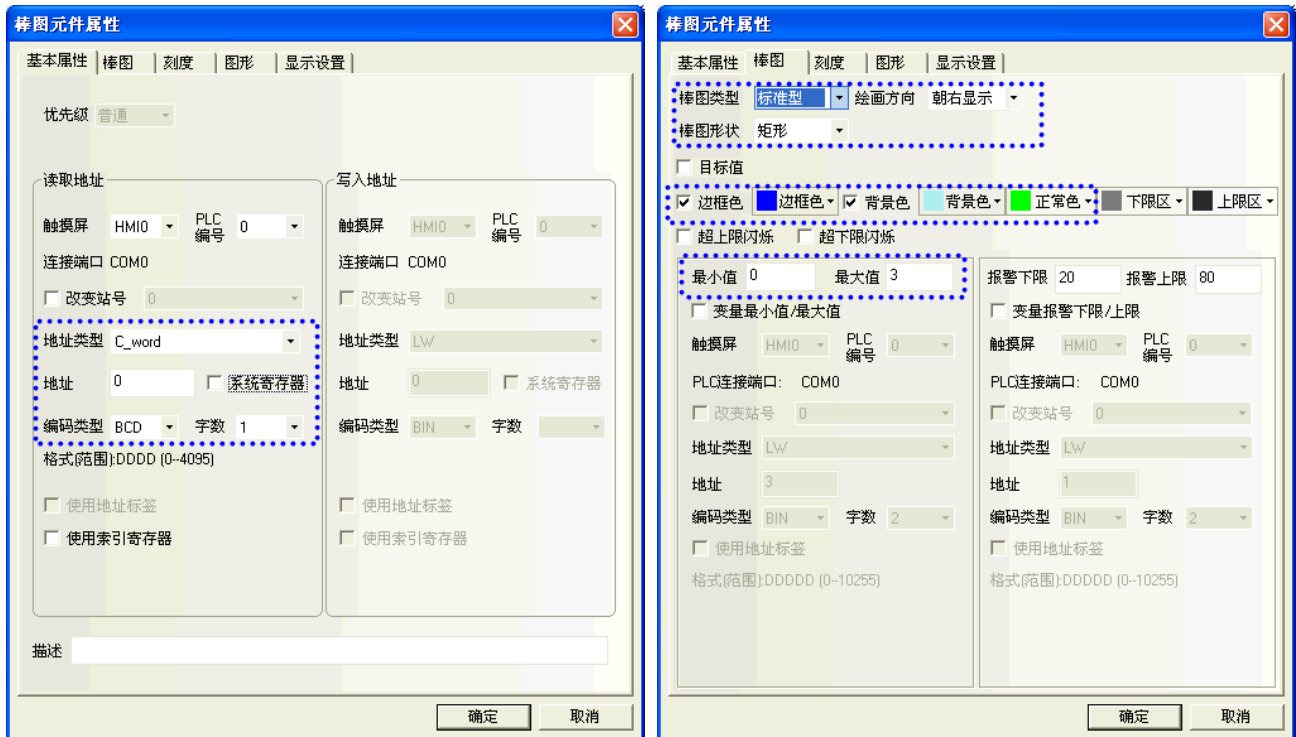 棒图元件属性
基本属性 棒图 刻度 图形 显示设置
优先级 普通
读取地址 写入地址
触摸屏 HMI0 PLC编号 0 触摸屏 HMI0 PLC编号 0
连接端口 COM0 连接端口 COM0
改变站号 0 改变站号 0
地址类型 C_word 地址类型 LW
地址 0 系统寄存器 地址 0 系统寄存器
编码类型 BCD 字数 1 编码类型 BIN 字数
格式(范围):DDDD (0--4095)
使用地址标签 使用地址标签
使用索引寄存器 使用索引寄存器
描述
确定 取消
棒图元件属性
基本属性 棒图 刻度 图形 显示设置
棒图类型 标准型 绘画方向 朝右显示
棒图形状 矩形
目标值
边框色 边框色 背景色 背景色 正常色 下限区 上限区
超上限闪烁 超下限闪烁
最小值 0 最大值 3 报警下限 20 报警上限 80
变量最小值/最大值 变量报警下限/上限
触摸屏 HMI0 PLC编号 0 触摸屏 HMI0 PLC编号 0
PLC连接端口: COM0 PLC连接端口: COM0
改变站号 0 改变站号 0
地址类型 LW 地址类型 LW
地址 3 地址 1
编码类型 BIN 字数 2 编码类型 BIN 字数 2
使用地址标签 使用地址标签
格式(范围):DDDDD (0--10255) 格式(范围):DDDDD (0--10255)
确定 取消